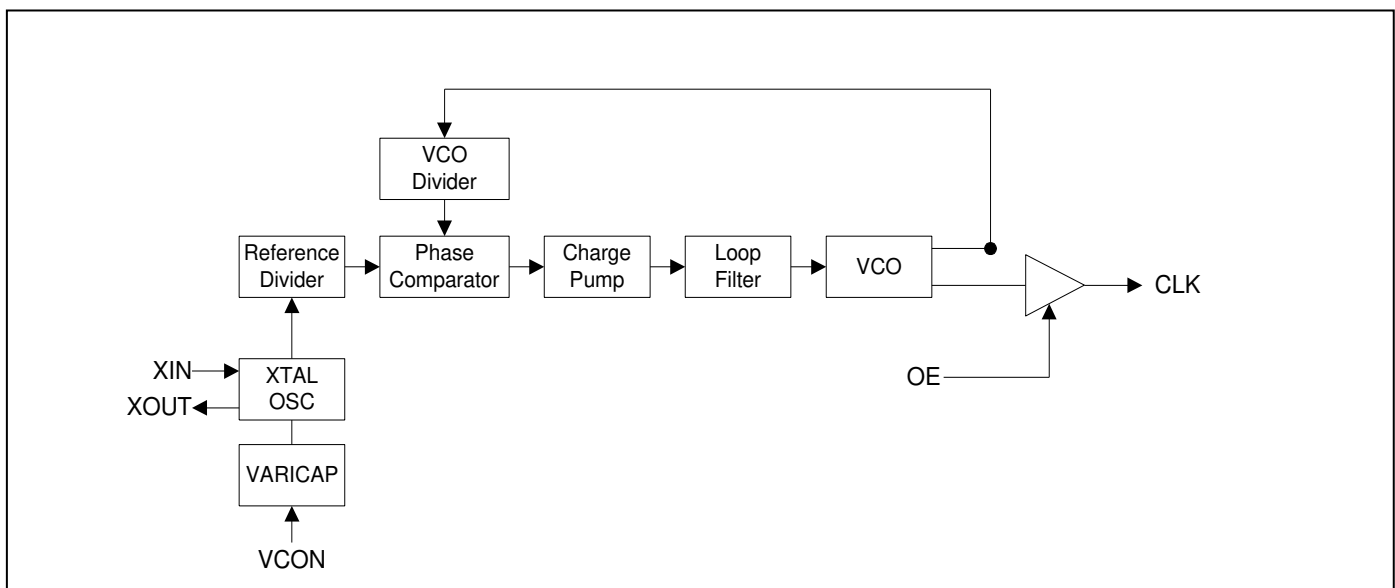 VCO
Divider
Reference
Divider
Phase
Comparator
Charge
Pump
Loop
Filter
VCO
CLK
XIN
XOUT
XTAL
OSC
OE
VARICAP
VCON